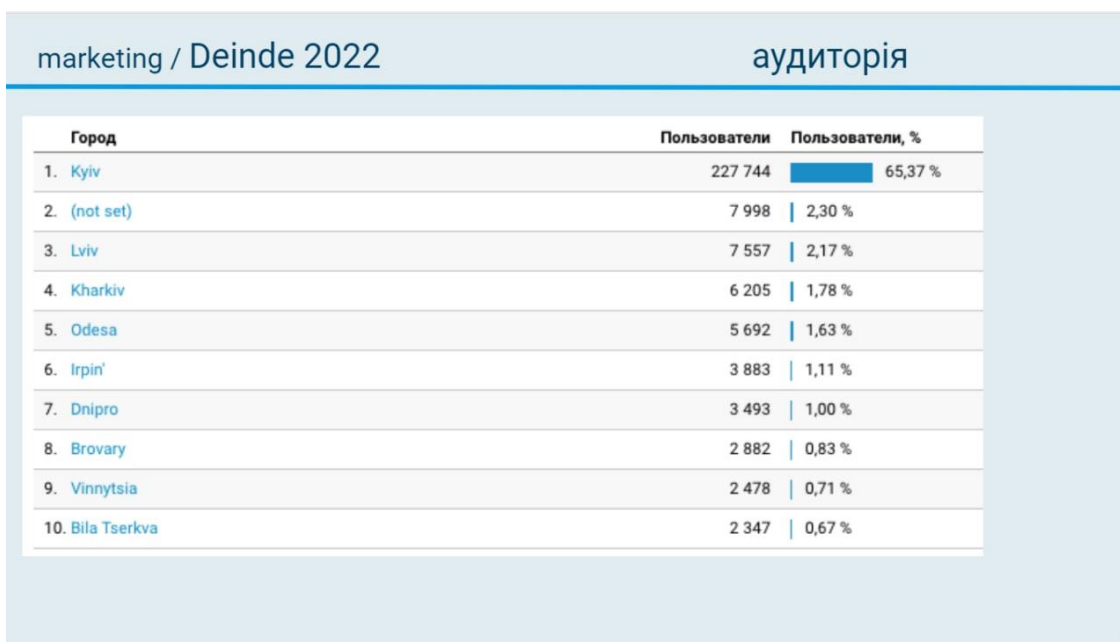 marketing / Deinde 2022 аудиторія
Город Пользователи Пользователи, %
1. Kyiv 227 744 65,37 %
2. (not set) 7 998 2,30 %
3. Lviv 7 557 2,17 %
4. Kharkiv 6 205 1,78 %
5. Odesa 5 692 1,63 %
6. Irpin' 3 883 1,11 %
7. Dnipro 3 493 1,00 %
8. Brovary 2 882 0,83 %
9. Vinnytsia 2 478 0,71 %
10. Bila Tserkva 2 347 0,67 %